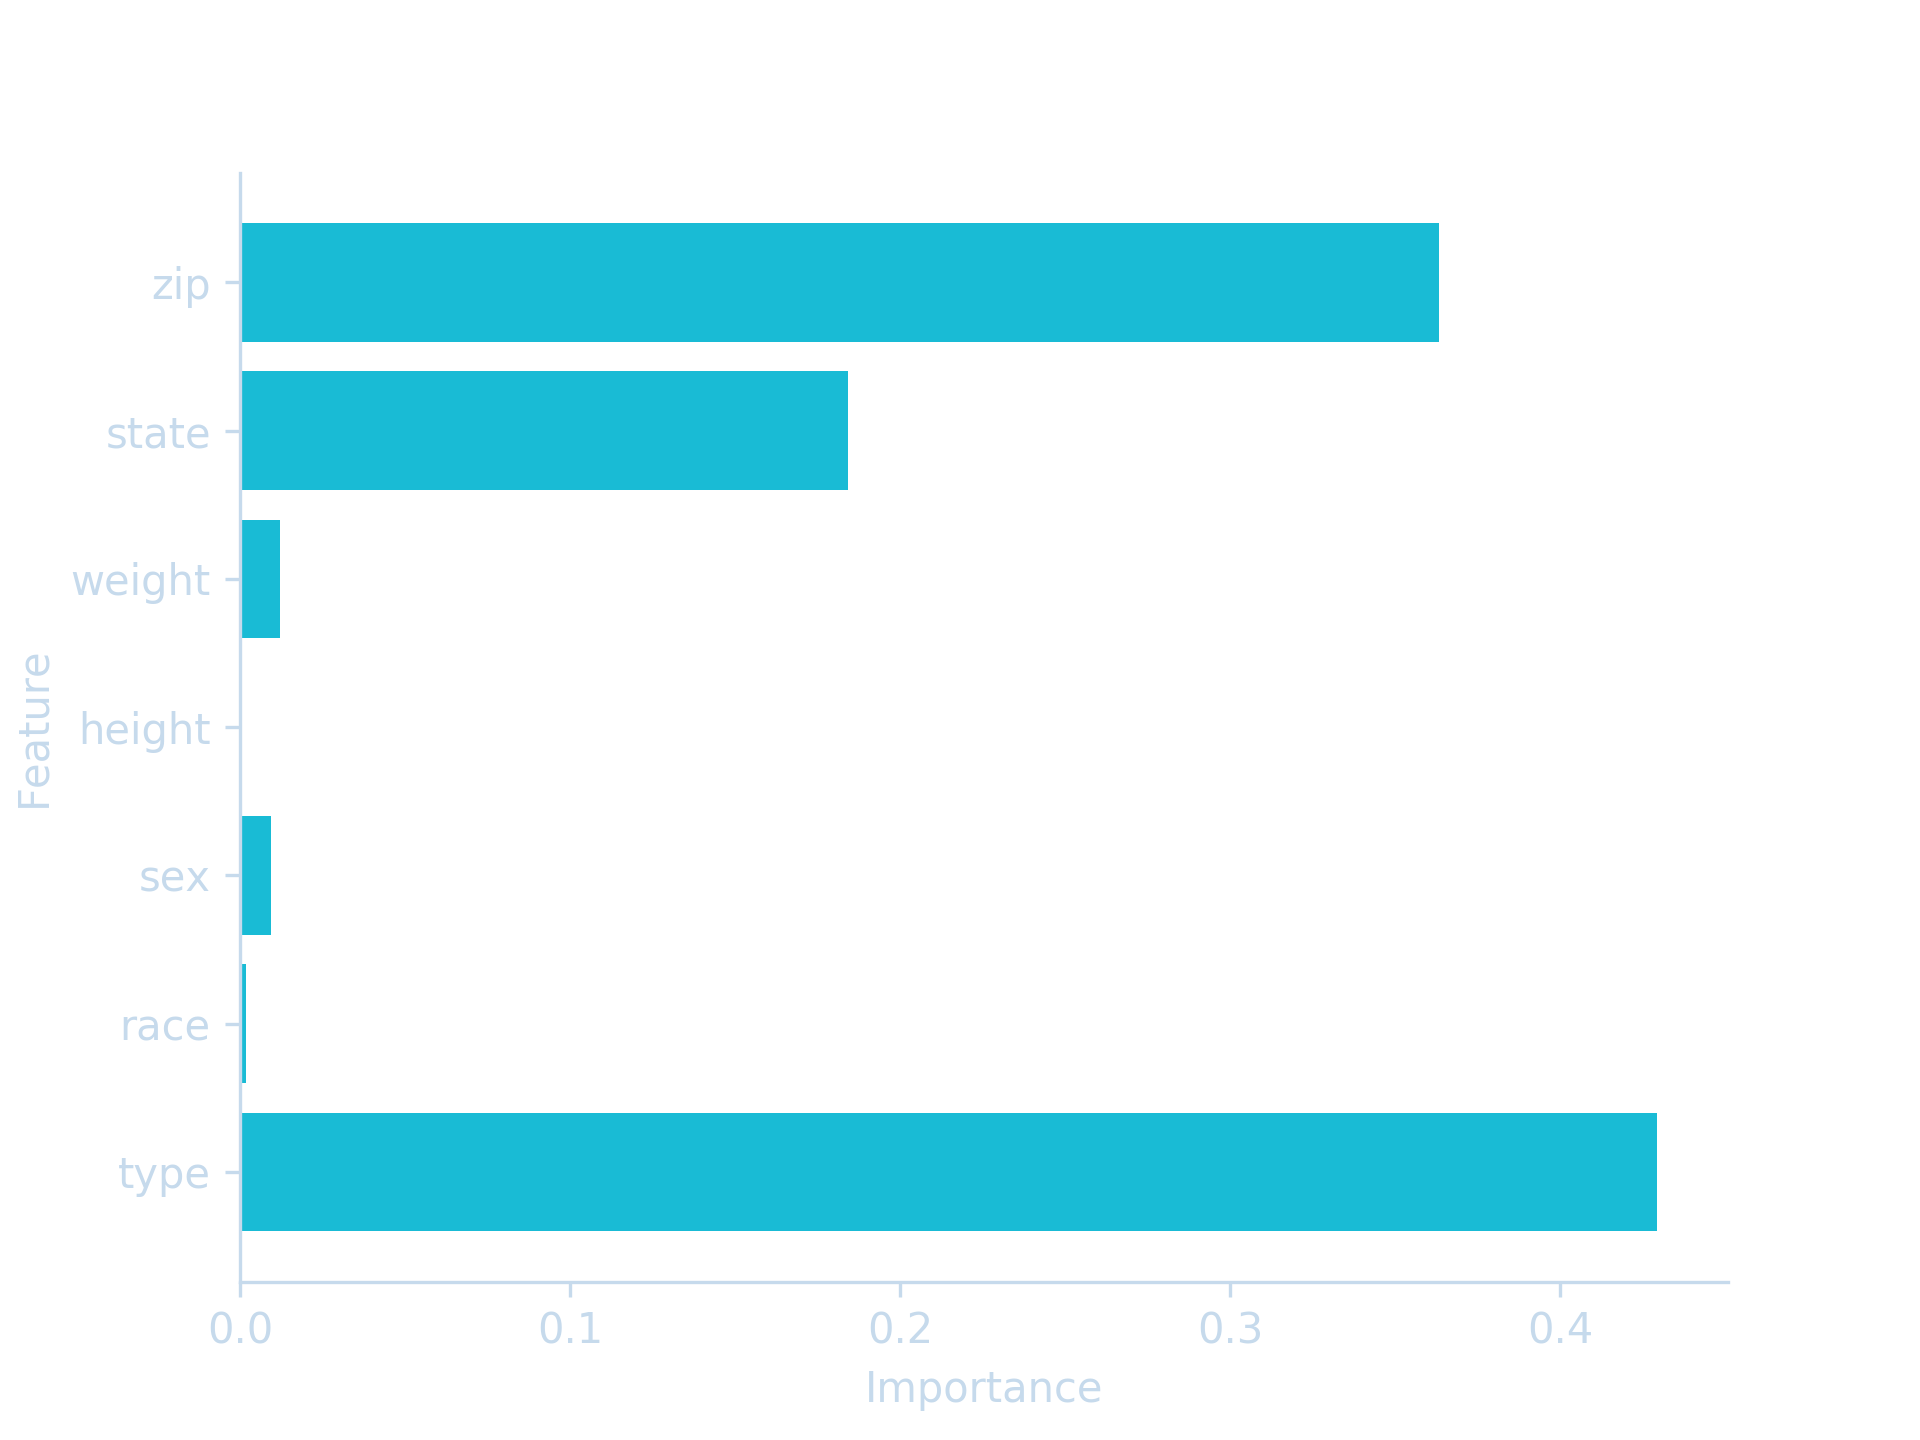 zip
state
weight
height
sex
race
type
Feature
0.0 0.1 0.2 0.3 0.4
Importance